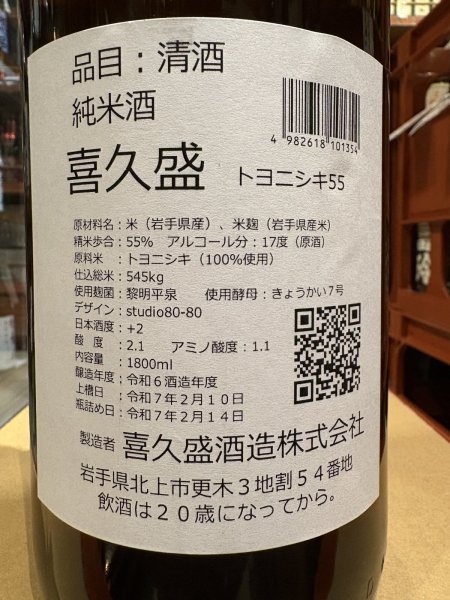 品目：清酒
純米酒
4 982618 101354
喜久盛 トヨニシキ55
原材料名：米（岩手県産）、米麹（岩手県産米）
精米歩合：55% アルコール分：17度（原酒）
原料米：トヨニシキ（100%使用）
仕込総米：545kg
使用麹菌：黎明平泉 使用酵母：きょうかい７号
デザイン：studio80-80
日本酒度：+2
酸度：2.1 アミノ酸度：1.1
内容量：1800ml
醸造年度：令和６酒造年度
上槽日：令和７年２月１０日
瓶詰め日：令和７年２月１４日
製造者 喜久盛酒造株式会社
岩手県北上市更木３地割５４番地
飲酒は２０歳になってから。